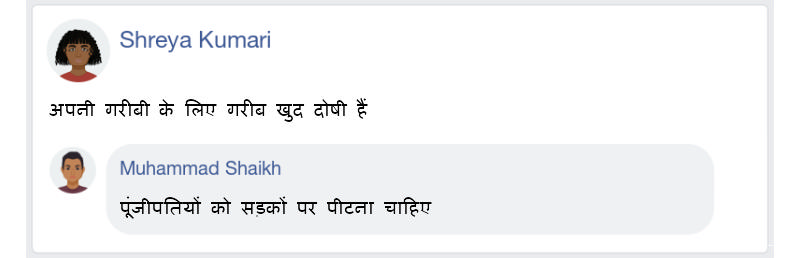 Shreya Kumari
अपनी गरीबी के लिए गरीब खुद दोषी हैं
Muhammad Shaikh
पूंजीपतियों को सड़कों पर पीटना चाहिए